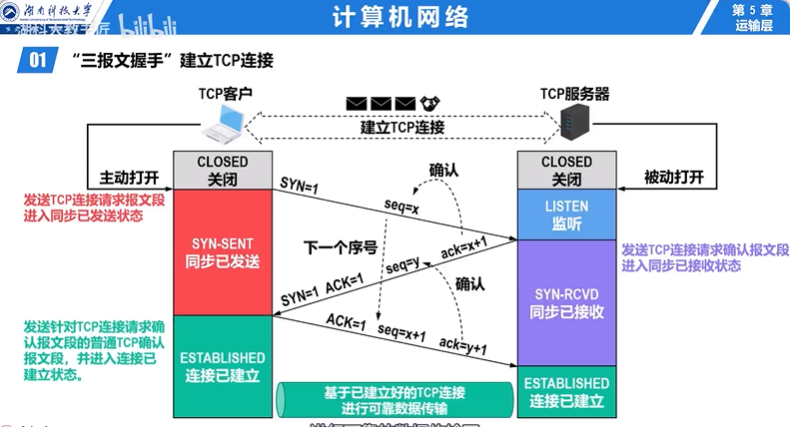 湖南科技大学
湖科大教书匠 bilibili
计算机网络
第 5 章
运输层
01 “三报文握手”建立TCP连接
TCP客户
TCP服务器
建立TCP连接
主动打开
被动打开
CLOSED
关闭
CLOSED
关闭
发送TCP连接请求报文段
进入同步已发送状态
SYN=1
seq=x
确认
LISTEN
监听
SYN-SENT
同步已发送
下一个序号
ack=x+1
seq=y
SYN=1 ACK=1
确认
发送TCP连接请求确认报文段
进入同步已接收状态
SYN-RCVD
同步已接收
ACK=1
seq=x+1
ack=y+1
发送针对TCP连接请求确
认报文段的普通TCP确认
报文段，并进入连接已
建立状态。
ESTABLISHED
连接已建立
基于已建立好的TCP连接
进行可靠数据传输
ESTABLISHED
连接已建立